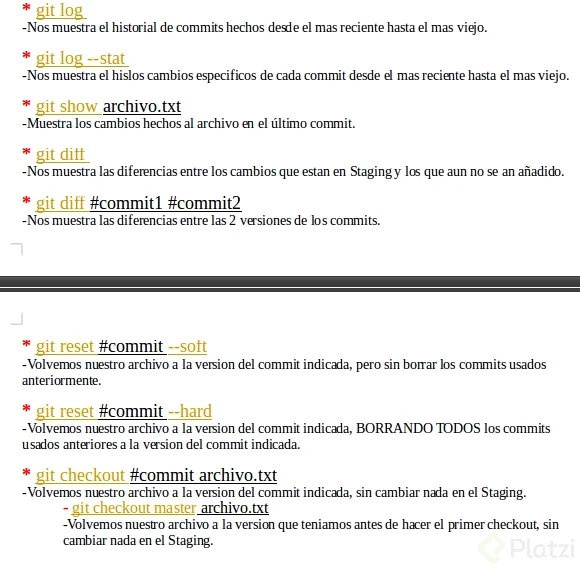 * git log
-Nos muestra el historial de commits hechos desde el mas reciente hasta el mas viejo.
* git log --stat
-Nos muestra el hislos cambios especificos de cada commit desde el mas reciente hasta el mas viejo.
* git show archivo.txt
-Muestra los cambios hechos al archivo en el último commit.
* git diff
-Nos muestra las diferencias entre los cambios que estan en Staging y los que aun no se an añadido.
* git diff #commit1 #commit2
-Nos muestra las diferencias entre las 2 versiones de los commits.
* git reset #commit --soft
-Volvemos nuestro archivo a la version del commit indicada, pero sin borrar los commits usados
anteriormente.
* git reset #commit --hard
-Volvemos nuestro archivo a la version del commit indicada, BORRANDO TODOS los commits
usados anteriores a la version del commit indicada.
* git checkout #commit archivo.txt
-Volvemos nuestro archivo a la version del commit indicada, sin cambiar nada en el Staging.
- git checkout master archivo.txt
-Volvemos nuestro archivo a la version que teniamos antes de hacer el primer checkout, sin
cambiar nada en el Staging.
Platzi